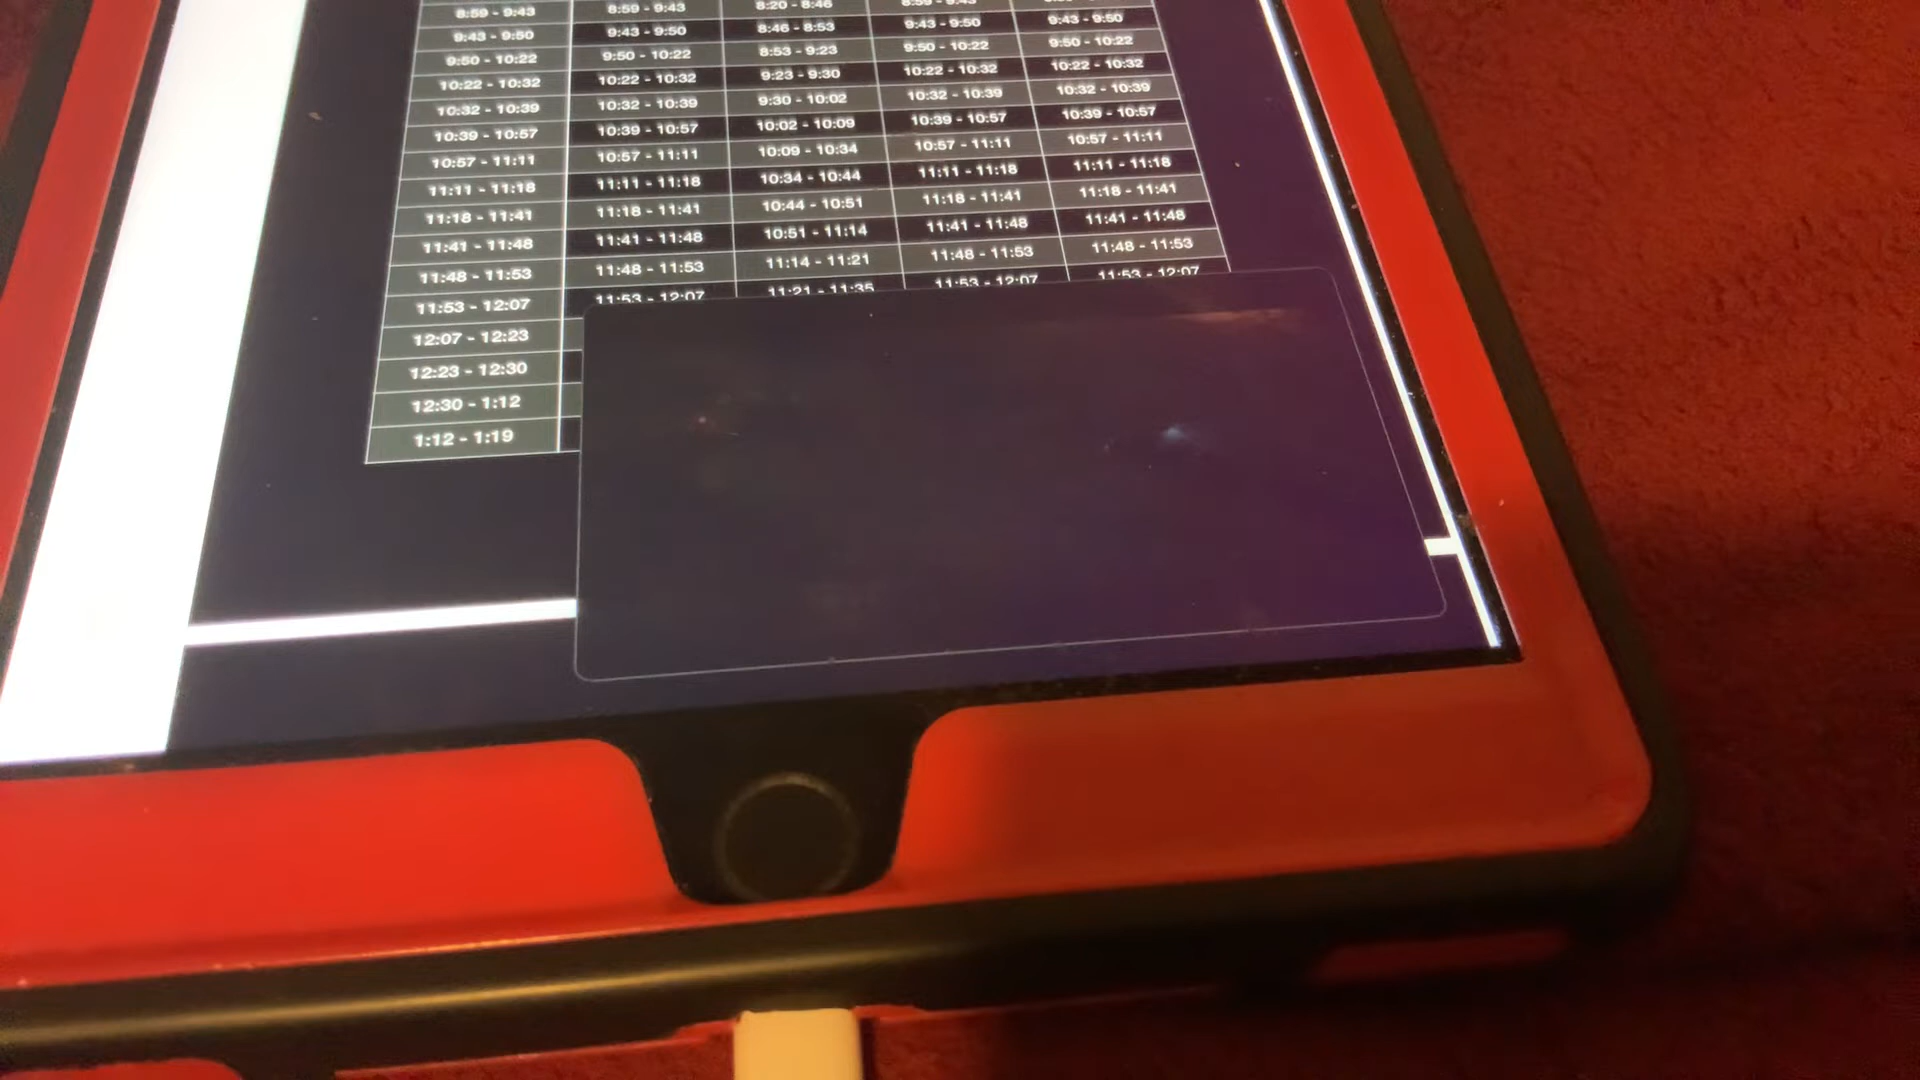 8:59 - 9:43 8:59 - 9:43 8:20 - 8:46 8:59 - 9:43
9:43 - 9:50 9:43 - 9:50 8:46 - 8:53 9:43 - 9:50 9:43 - 9:50
9:50 - 10:22 9:50 - 10:22 8:53 - 9:23 9:50 - 10:22 9:50 - 10:22
10:22 - 10:32 10:22 - 10:32 9:23 - 9:30 10:22 - 10:32 10:22 - 10:32
10:32 - 10:39 10:32 - 10:39 9:30 - 10:02 10:32 - 10:39 10:32 - 10:39
10:39 - 10:57 10:39 - 10:57 10:02 - 10:09 10:39 - 10:57 10:39 - 10:57
10:57 - 11:11 10:57 - 11:11 10:09 - 10:34 10:57 - 11:11 10:57 - 11:11
11:11 - 11:18 11:11 - 11:18 10:34 - 10:44 11:11 - 11:18 11:11 - 11:18
11:18 - 11:41 11:18 - 11:41 10:44 - 10:51 11:18 - 11:41 11:18 - 11:41
11:41 - 11:48 11:41 - 11:48 10:51 - 11:14 11:41 - 11:48 11:41 - 11:48
11:48 - 11:53 11:48 - 11:53 11:14 - 11:21 11:48 - 11:53 11:48 - 11:53
11:53 - 12:07 11:53 - 12:07 11:21 - 11:35 11:53 - 12:07 11:53 - 12:07
12:07 - 12:23
12:23 - 12:30
12:30 - 1:12
1:12 - 1:19